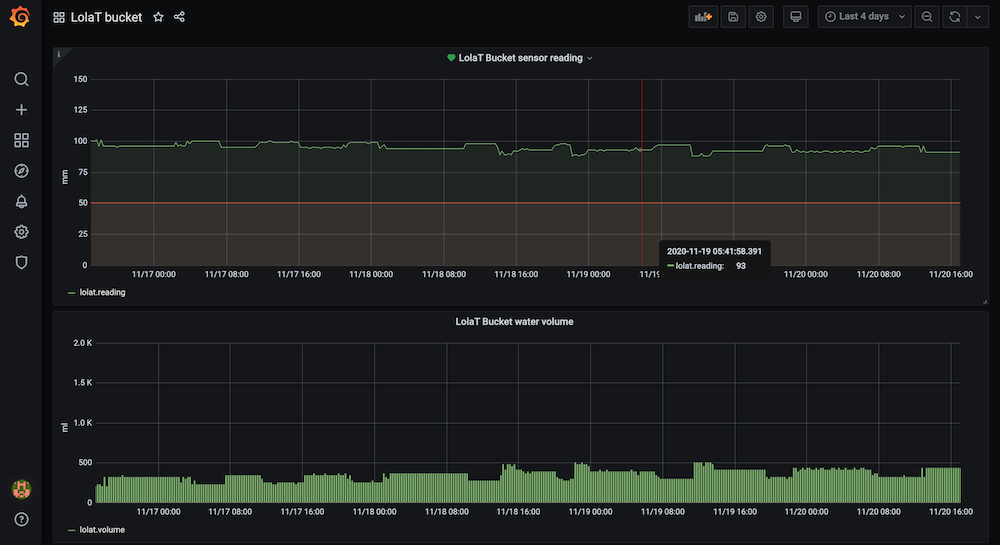 LolaT bucket
Last 4 days
i
LolaT Bucket sensor reading
150
125
100
75
50
25
0
mm
11/17 00:00
11/17 08:00
11/17 16:00
11/18 00:00
11/18 08:00
11/18 16:00
11/19 00:00
11/19
11/20 00:00
11/20 08:00
11/20 16:00
2020-11-19 05:41:58.391
lolat.reading: 93
lolat.reading
LolaT Bucket water volume
2.0 K
1.5 K
1.0 K
500
0
ml
11/17 00:00
11/17 08:00
11/17 16:00
11/18 00:00
11/18 08:00
11/18 16:00
11/19 00:00
11/19 08:00
11/19 16:00
11/20 00:00
11/20 08:00
11/20 16:00
lolat.volume